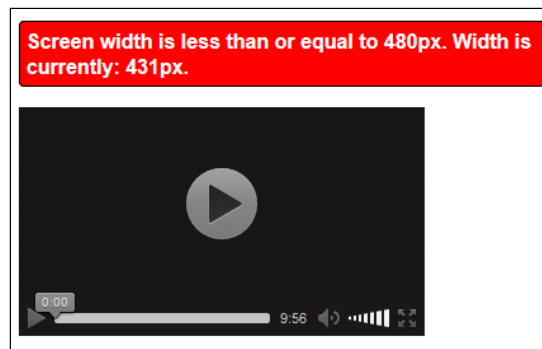 Screen width is less than or equal to 480px. Width is
currently: 431px.
0:00
9:56